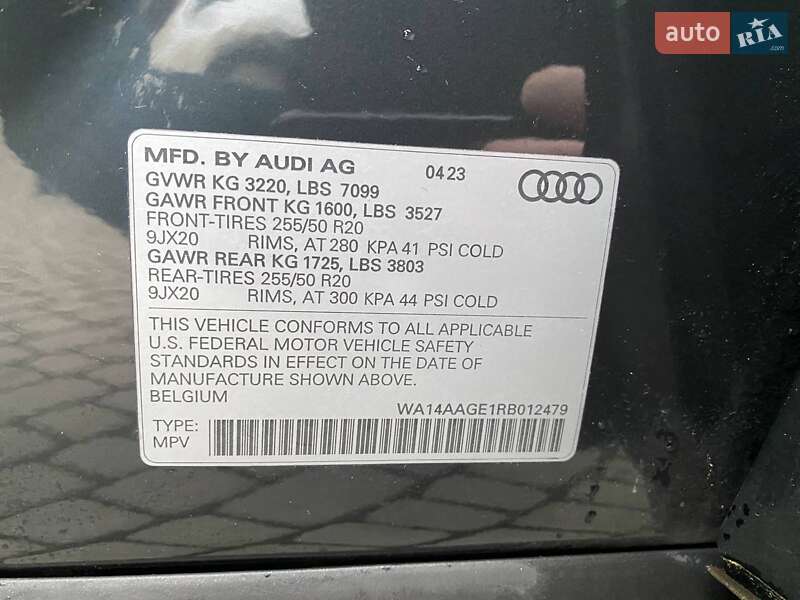 auto RIA .com
MFD. BY AUDI AG 04 23
GVWR KG 3220, LBS 7099
GAWR FRONT KG 1600, LBS 3527
FRONT-TIRES 255/50 R20
9JX20 RIMS, AT 280 KPA 41 PSI COLD
GAWR REAR KG 1725, LBS 3803
REAR-TIRES 255/50 R20
9JX20 RIMS, AT 300 KPA 44 PSI COLD
THIS VEHICLE CONFORMS TO ALL APPLICABLE
U.S. FEDERAL MOTOR VEHICLE SAFETY
STANDARDS IN EFFECT ON THE DATE OF
MANUFACTURE SHOWN ABOVE.
BELGIUM WA14AAGE1RB012479
TYPE:
MPV